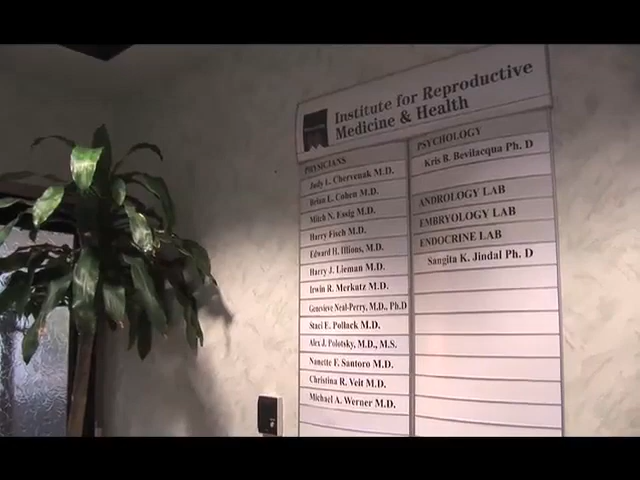 Institute for Reproductive
Medicine & Health
PHYSICIANS
Judy L. Chervenak M.D.
Brian L. Cohen M.D.
Mitch N. Essig M.D.
Harry Fisch M.D.
Edward H. Illions, M.D.
Harry J. Lieman M.D.
Irwin R. Merkatz M.D.
Genevieve Neal-Perry, M.D., Ph.D
Staci E. Pollack M.D.
Alex J. Polotsky, M.D., M.S.
Nanette F. Santoro M.D.
Christina R. Veit M.D.
Michael A. Werner M.D.
PSYCHOLOGY
Kris B. Bevilacqua Ph. D
ANDROLOGY LAB
EMBRYOLOGY LAB
ENDOCRINE LAB
Sangita K. Jindal Ph. D